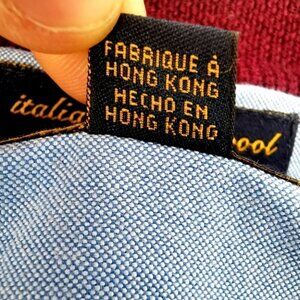 FABRIQUE À
HONG KONG
HECHO EN
HONG KONG